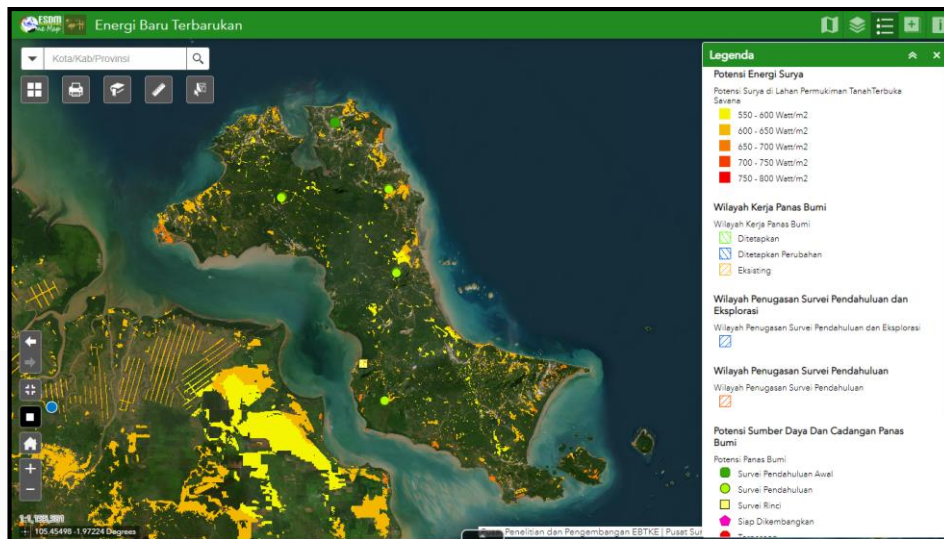 ESDM
One Map
Energi Baru Terbarukan
Kota/Kab/Provinsi
Legenda
Potensi Energi Surya
Potensi Surya di Lahan Permukiman TanahTerbuka
Savana
550 - 600 Watt/m2
600 - 650 Watt/m2
650 - 700 Watt/m2
700 - 750 Watt/m2
750 - 800 Watt/m2
Wilayah Kerja Panas Bumi
Wilayah Kerja Panas Bumi
Ditetapkan
Ditetapkan Perubahan
Eksisting
Wilayah Penugasan Survei Pendahuluan dan
Eksplorasi
Wilayah Penugasan Survei Pendahuluan dan Eksplorasi
Wilayah Penugasan Survei Pendahuluan
Wilayah Penugasan Survei Pendahuluan
Potensi Sumber Daya Dan Cadangan Panas
Bumi
Potensi Panas Bumi
Survei Pendahuluan Awal
Survei Pendahuluan
Survei Rinci
Siap Dikembangkan
Terpasang
105.45498 -1.97224 Degrees
Penelitian dan Pengembangan EBTKE | Pusat Sur